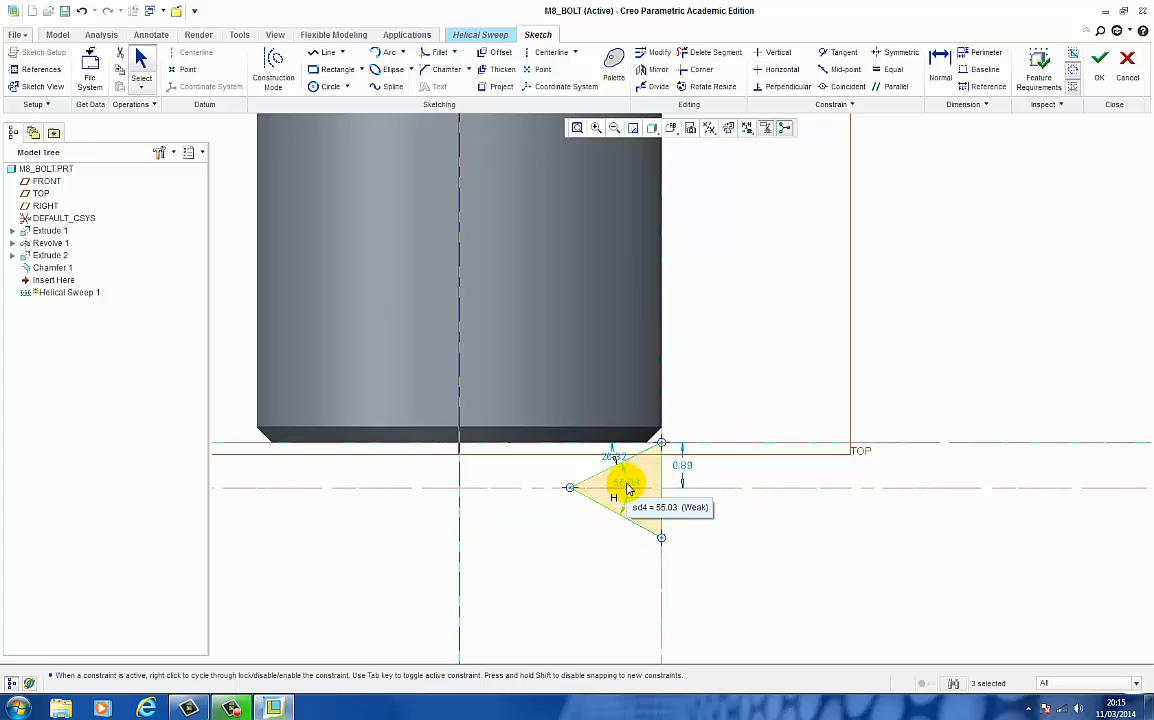 M8_BOLT (Active) - Creo Parametric Academic Edition
File Model Analysis Annotate Render Tools View Flexible Modeling Applications Helical Sweep Sketch
Sketch Setup
References
Sketch View
Setup
File System
Get Data
Select
Operations
Centerline
Point
Coordinate System
Datum
Construction Mode
Line Arc Fillet Offset Centerline
Rectangle Ellipse Chamfer Thicken Point
Circle Spline Text Project Coordinate System
Palette
Sketching
Modify Delete Segment
Mirror Corner
Divide Rotate Resize
Editing
Vertical Tangent Symmetric
Horizontal Mid-point Equal
Perpendicular Coincident Parallel
Constrain
Normal
Perimeter
Baseline
Reference
Dimension
Feature Requirements
Inspect
OK Cancel
Close
Model Tree
M8_BOLT.PRT
FRONT
TOP
RIGHT
DEFAULT_CSYS
Extrude 1
Revolve 1
Extrude 2
Chamfer 1
Insert Here
Helical Sweep 1
TOP
0.89
H
sd4 = 55.03 (Weak)
When a constraint is active, right click to cycle through lock/disable/enable the constraint. Use Tab key to toggle active constraint. Press and hold Shift to disable snapping to new constraints.
3 selected
All
20:15
11/03/2014